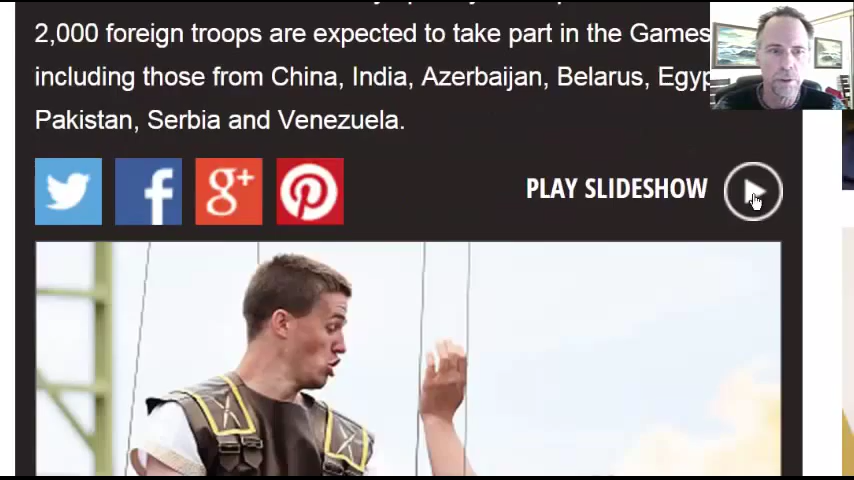 2,000 foreign troops are expected to take part in the Games
including those from China, India, Azerbaijan, Belarus,
Pakistan, Serbia and Venezuela.
PLAY SLIDESHOW